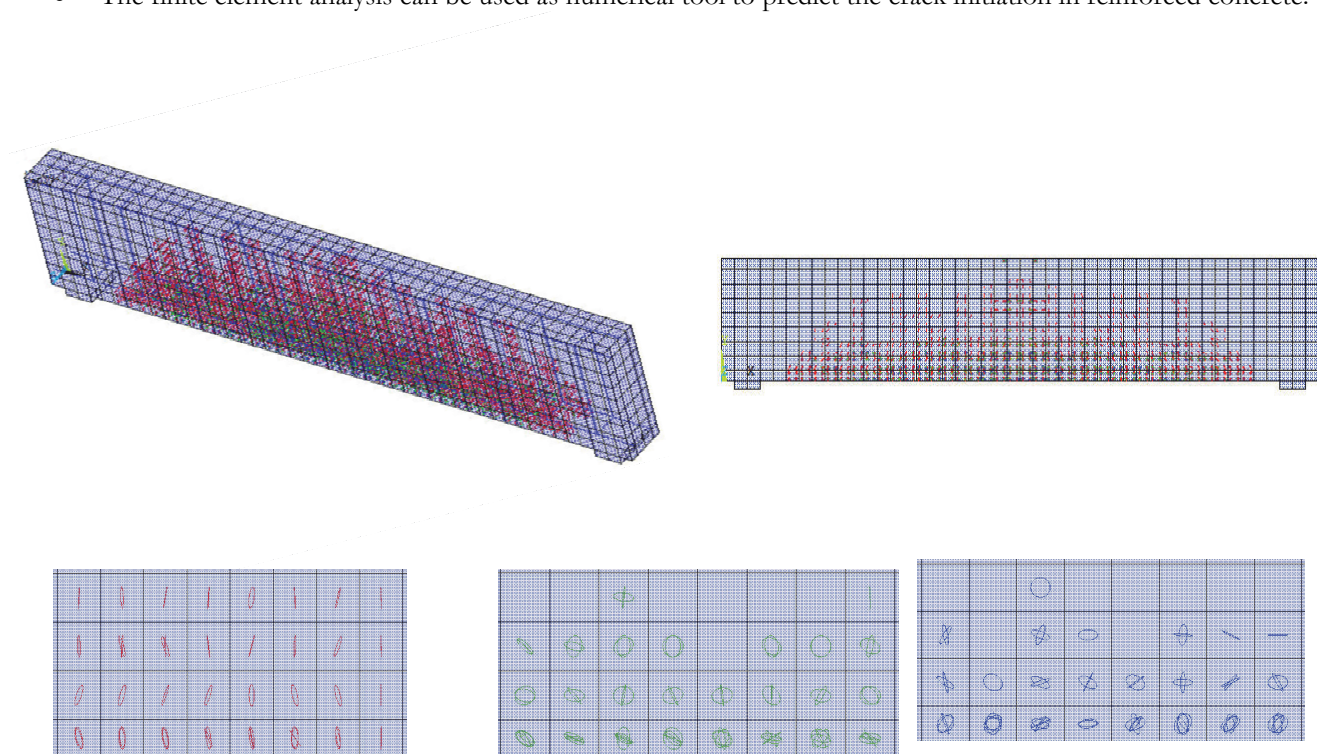 • The finite element analysis can be used as numerical tool to predict the crack initiation in reinforced concrete.
X